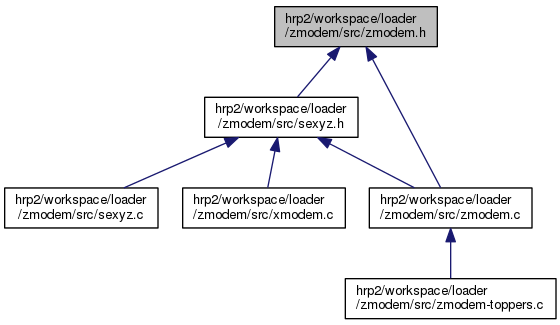 hrp2/workspace/loader
/zmodem/src/zmodem.h
hrp2/workspace/loader
/zmodem/src/sexyz.h
hrp2/workspace/loader
/zmodem/src/sexyz.c
hrp2/workspace/loader
/zmodem/src/xmodem.c
hrp2/workspace/loader
/zmodem/src/zmodem.c
hrp2/workspace/loader
/zmodem/src/zmodem-toppers.c